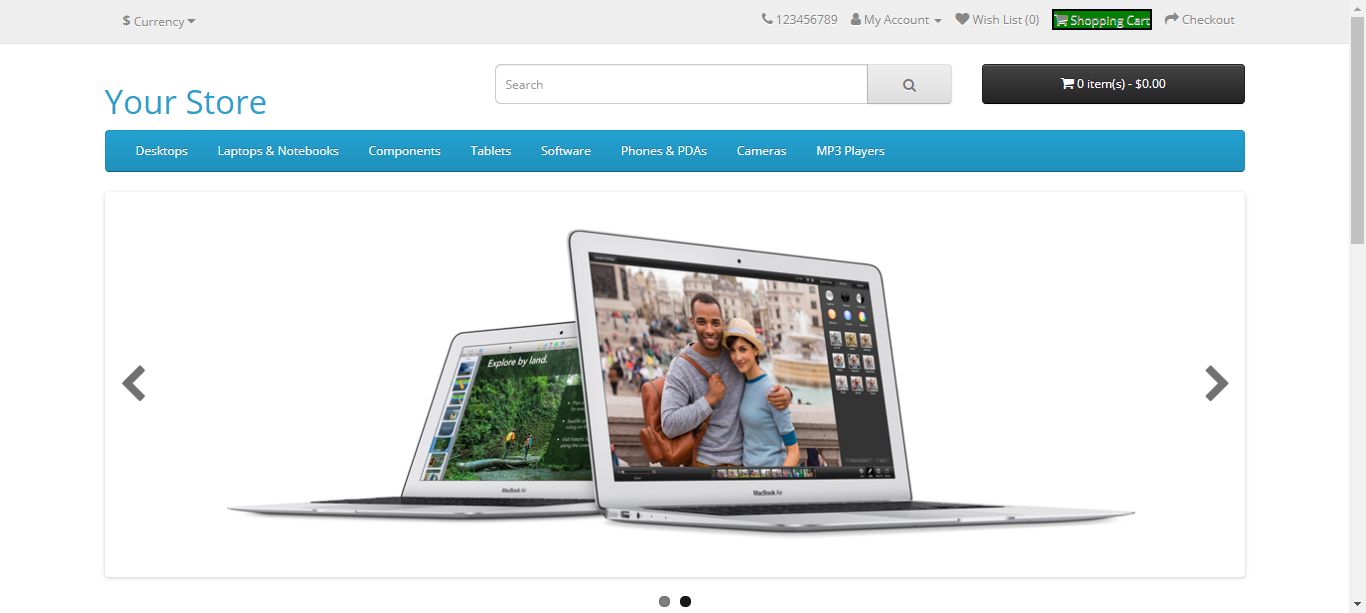 $ Currency
123456789 My Account Wish List (0) Shopping Cart Checkout
Your Store
Search
0 item(s) - $0.00
Desktops Laptops & Notebooks Components Tablets Software Phones & PDAs Cameras MP3 Players
Explore by land.
MacBook Air
MacBook Air